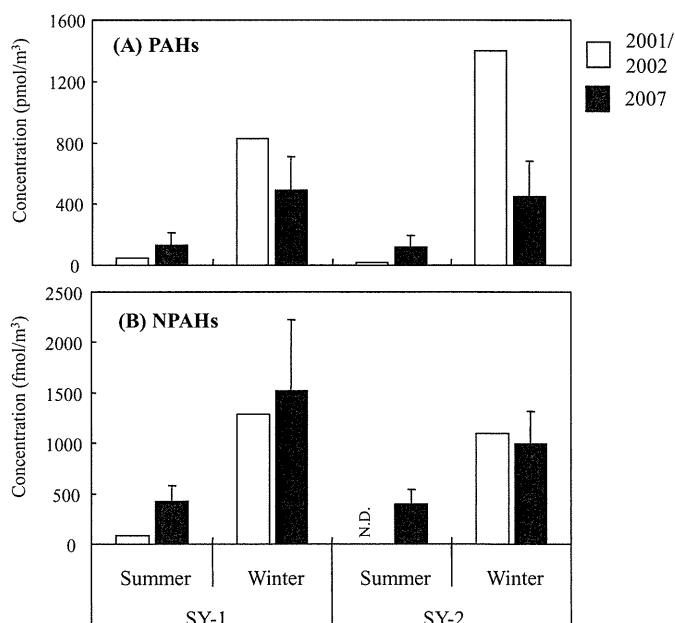 (A) PAHs
Concentration (pmol/m³)
1600
1200
800
400
0
2001/
2002
2007
(B) NPAHs
Concentration (fmol/m³)
2500
2000
1500
1000
500
0
N.D.
Summer Winter Summer Winter
SY-1 SY-2